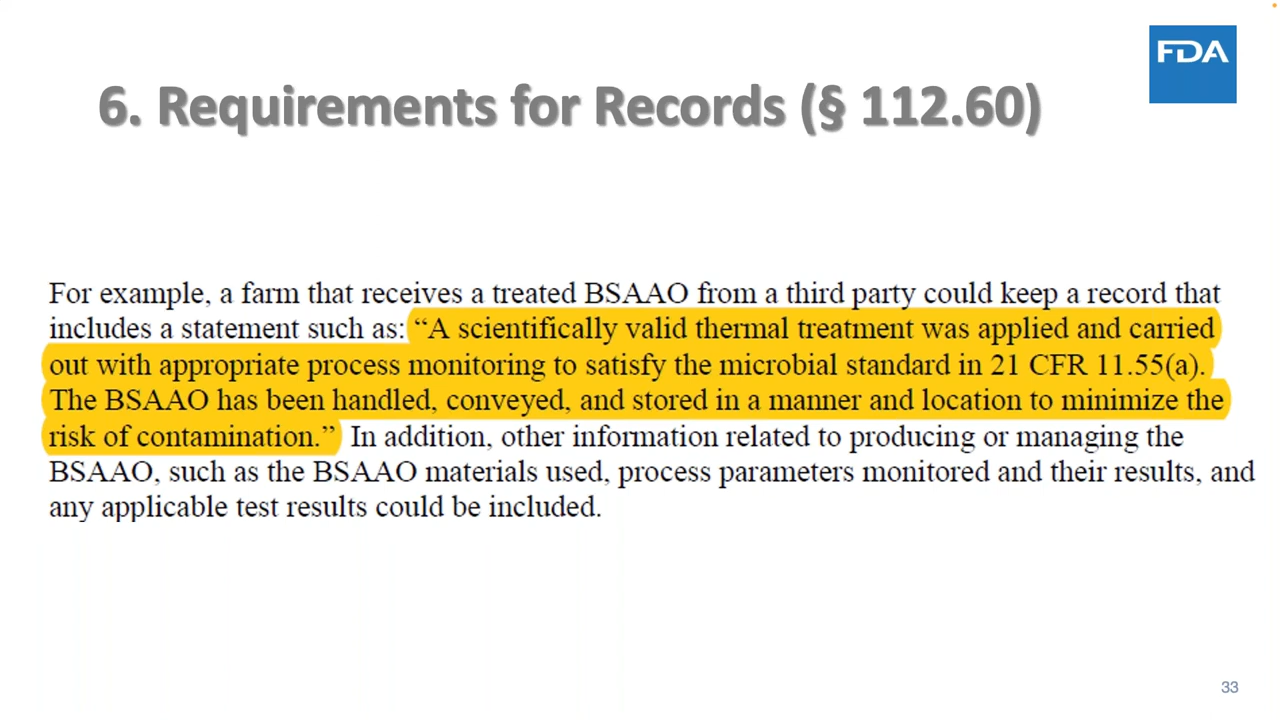 FDA
6. Requirements for Records (§ 112.60)
For example, a farm that receives a treated BSAAO from a third party could keep a record that
includes a statement such as: “A scientifically valid thermal treatment was applied and carried
out with appropriate process monitoring to satisfy the microbial standard in 21 CFR 11.55(a).
The BSAAO has been handled, conveyed, and stored in a manner and location to minimize the
risk of contamination.” In addition, other information related to producing or managing the
BSAAO, such as the BSAAO materials used, process parameters monitored and their results, and
any applicable test results could be included.
33